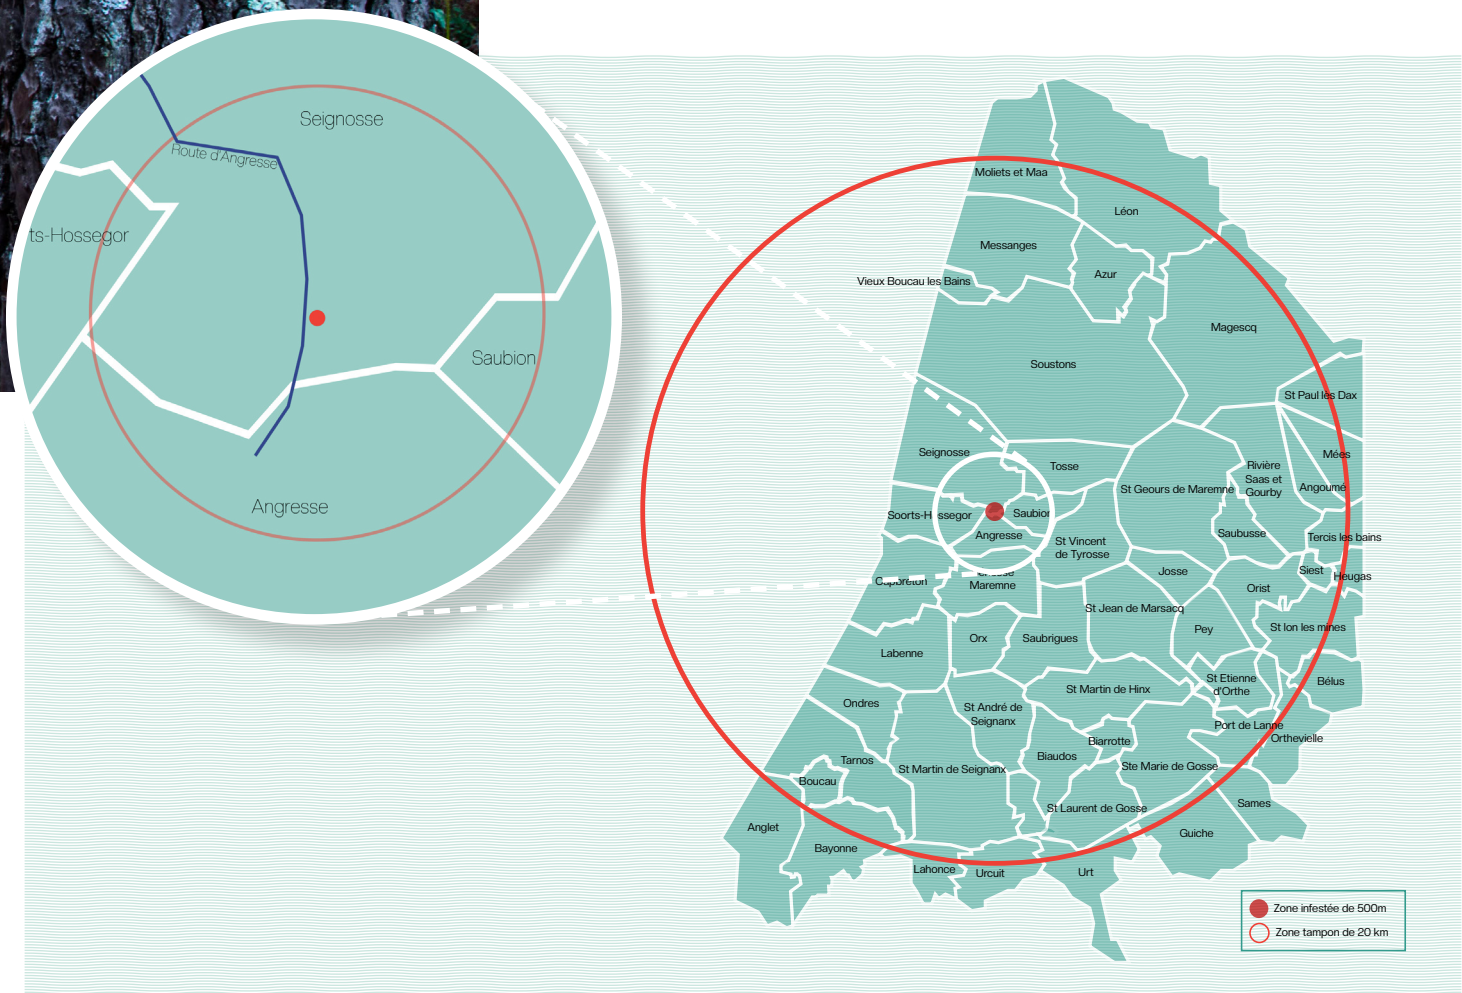 Seignosse
Route d'Angresse
ts-Hossegor
Saubion
Angresse
Moliets et Maa
Léon
Messanges
Azur
Vieux Boucau les Bains
Magescq
Soustons
St Paul lès Dax
Seignosse
Tosse
Mées
Rivière
Saas et
Gourby
St Geours de Maremne
Angoumé
Soorts-Hossegor
Saubion
Angresse
St Vincent
de Tyrosse
Saubusse
Tercis les bains
Capbreton
Maremne
Josse
Siest
Heugas
Orist
St Jean de Marsacq
Pey
St lon les mines
Orx
Saubrigues
Labenne
St Etienne
d'Orthe
Bélus
St Martin de Hinx
Ondres
St André de
Seignanx
Port de Lanne
Orthevielle
Biarrotte
Biaudos
Tarnos
St Martin de Seignanx
Ste Marie de Gosse
Boucau
St Laurent de Gosse
Sames
Anglet
Guiche
Bayonne
Lahonce
Urcuit
Urt
Zone infestée de 500m
Zone tampon de 20 km